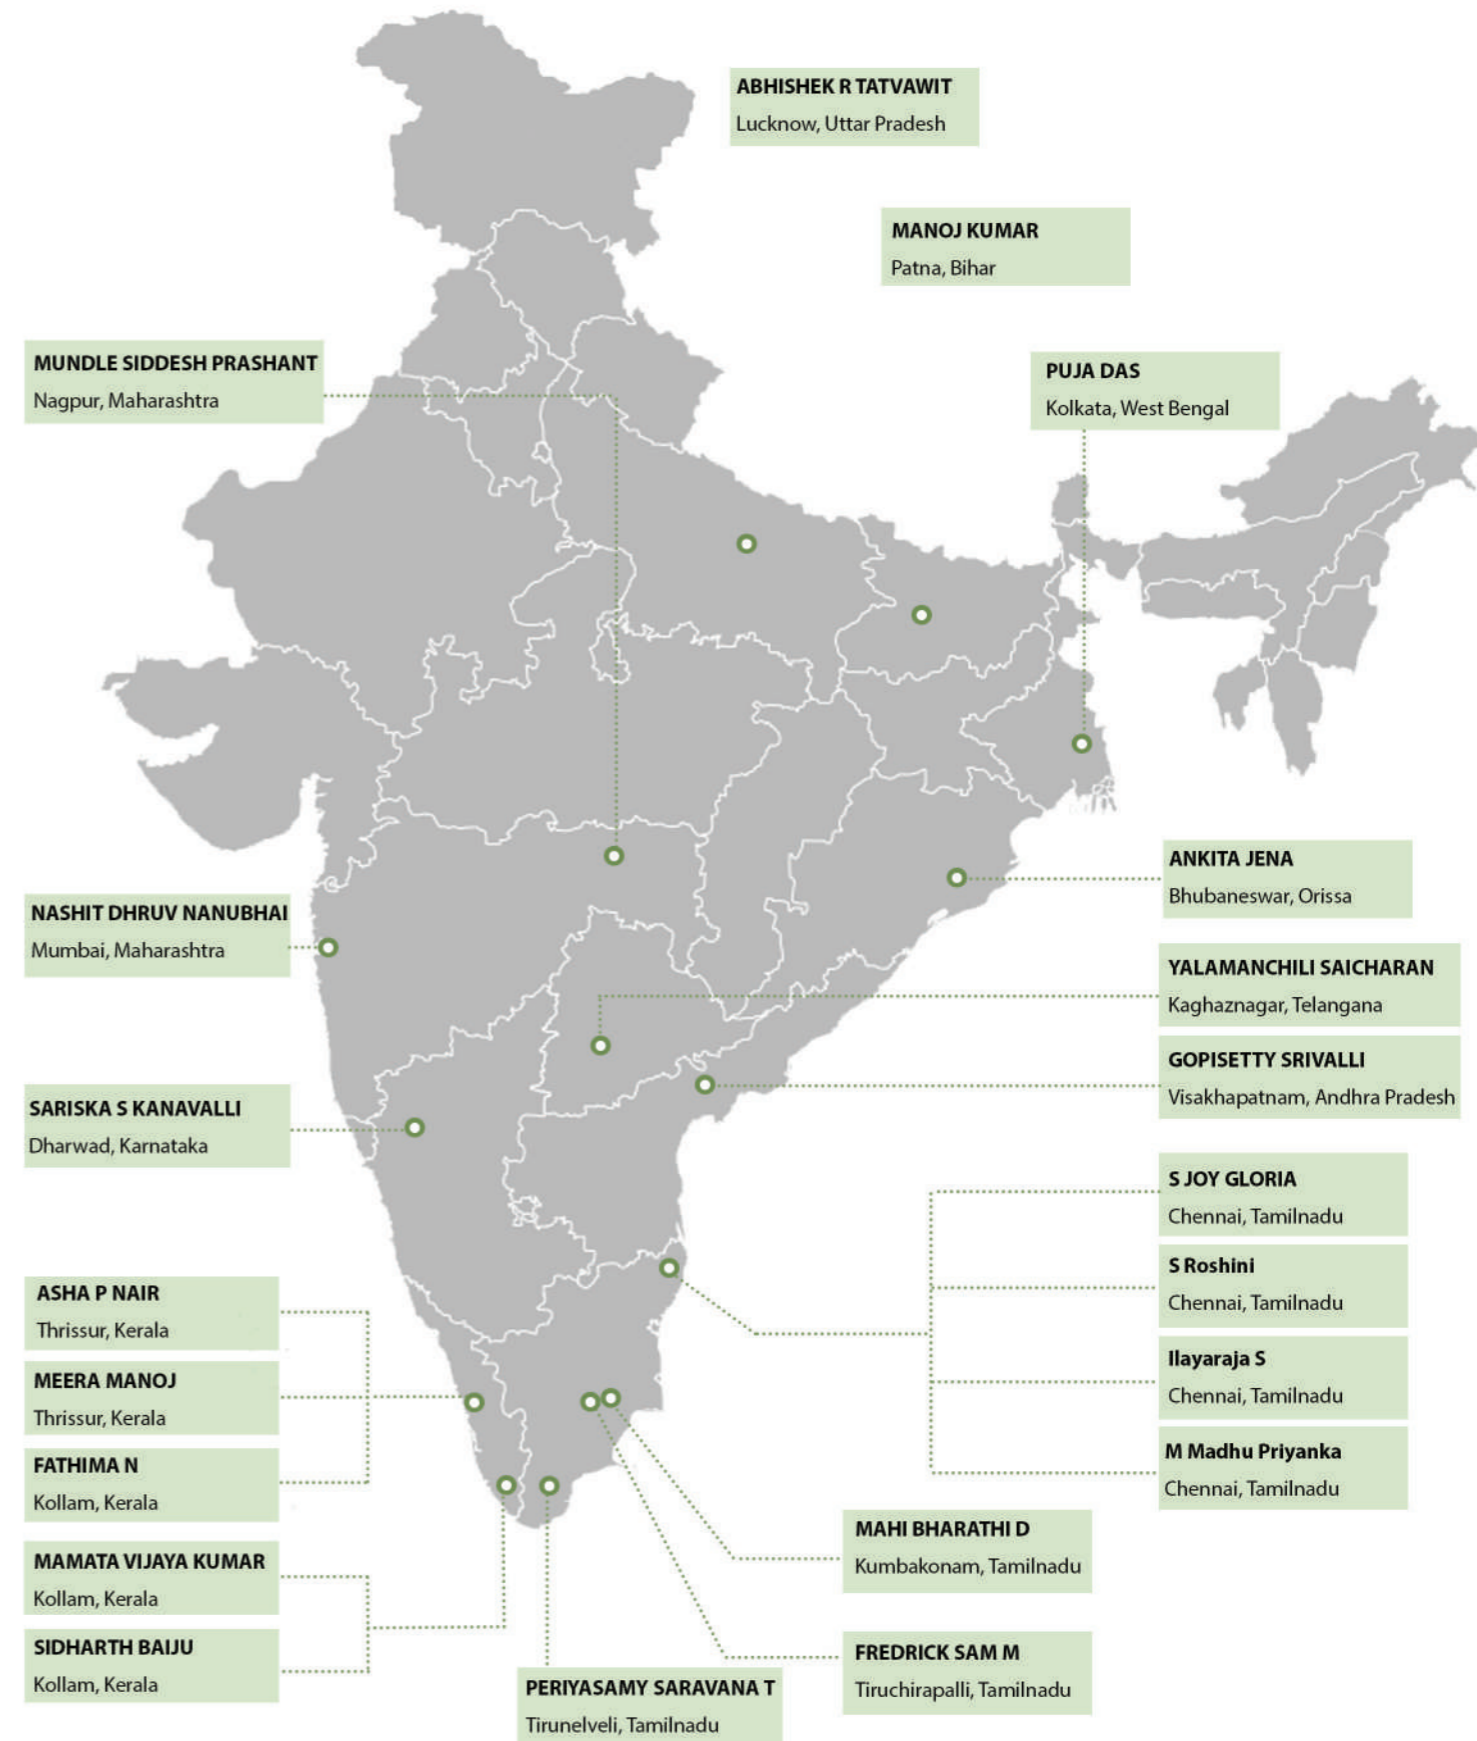 ABHISHEK R TATVAWIT
Lucknow, Uttar Pradesh
MANOJ KUMAR
Patna, Bihar
MUNDLE SIDDESH PRASHANT
Nagpur, Maharashtra
PUJA DAS
Kolkata, West Bengal
ANKITA JENA
Bhubaneswar, Orissa
NASHIT DHRUV NANUBHAI
Mumbai, Maharashtra
YALAMANCHILI SAICHARAN
Kaghaznagar, Telangana
GOPISETTY SRIVALLI
Visakhapatnam, Andhra Pradesh
SARISKA S KANAVALLI
Dharwad, Karnataka
S JOY GLORIA
Chennai, Tamilnadu
S Roshini
Chennai, Tamilnadu
Ilayaraja S
Chennai, Tamilnadu
M Madhu Priyanka
Chennai, Tamilnadu
ASHA P NAIR
Thrissur, Kerala
MEERA MANOJ
Thrissur, Kerala
FATHIMA N
Kollam, Kerala
MAMATA VIJAYA KUMAR
Kollam, Kerala
SIDHARTH BAIJU
Kollam, Kerala
MAHI BHARATHI D
Kumbakonam, Tamilnadu
FREDRICK SAM M
Tiruchirapalli, Tamilnadu
PERIYASAMY SARAVANA T
Tirunelveli, Tamilnadu